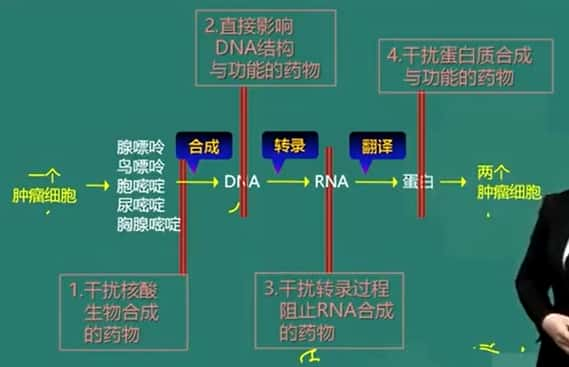 2.直接影响
DNA结构
与功能的药物
4.干扰蛋白质合成
与功能的药物
一个
肿瘤细胞
腺嘌呤
鸟嘌呤
胞嘧啶
尿嘧啶
胸腺嘧啶
合成
DNA
转录
RNA
翻译
蛋白
两个
肿瘤细胞
1.干扰核酸
生物合成
的药物
3.干扰转录过程
阻止RNA合成
的药物